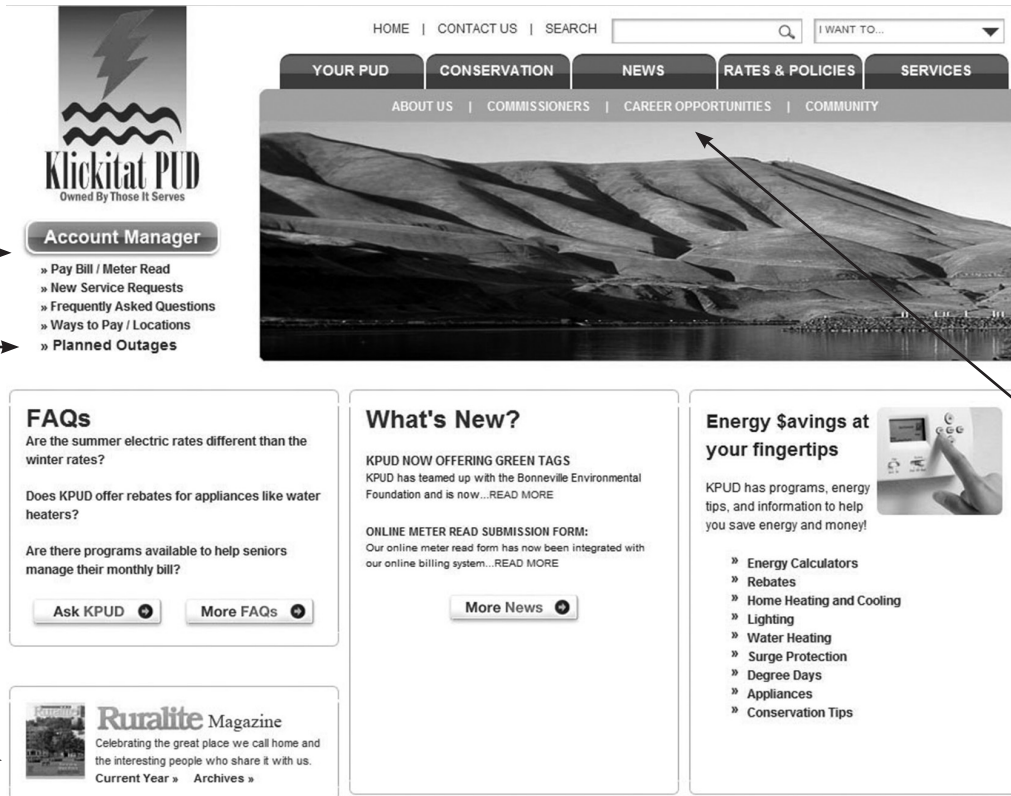 HOME | CONTACT US | SEARCH
I WANT TO...
YOUR PUD
CONSERVATION
NEWS
RATES & POLICIES
SERVICES
ABOUT US | COMMISSIONERS | CAREER OPPORTUNITIES | COMMUNITY
Klickitat PUD
Owned By Those It Serves
Account Manager
» Pay Bill / Meter Read
» New Service Requests
» Frequently Asked Questions
» Ways to Pay / Locations
» Planned Outages
FAQs
Are the summer electric rates different than the
winter rates?
Does KPUD offer rebates for appliances like water
heaters?
Are there programs available to help seniors
manage their monthly bill?
Ask KPUD
More FAQs
What's New?
KPUD NOW OFFERING GREEN TAGS
KPUD has teamed up with the Bonneville Environmental
Foundation and is now...READ MORE
ONLINE METER READ SUBMISSION FORM:
Our online meter read form has now been integrated with
our online billing system...READ MORE
More News
Energy $avings at
your fingertips
KPUD has programs, energy
tips, and information to help
you save energy and money!
» Energy Calculators
» Rebates
» Home Heating and Cooling
» Lighting
» Water Heating
» Surge Protection
» Degree Days
» Appliances
» Conservation Tips
Ruralite
Ruralite Magazine
Celebrating the great place we call home and
the interesting people who share it with us.
Current Year » Archives »